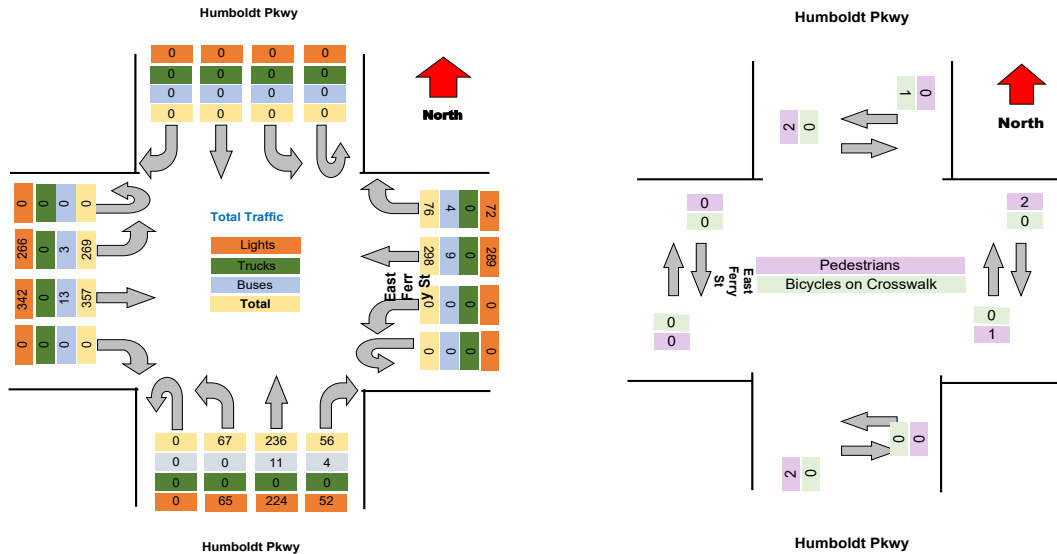 Humboldt Pkwy
0 0 0 0
0 0 0 0
0 0 0 0
0 0 0 0
North
0 0 0 0
266 0 3 269
342 0 13 357
0 0 0 0
Total Traffic
Lights
Trucks
Buses
Total
76 4 0 72
298 9 0 289
0 0 0 0
0 0 0 0
East
Ferr
y St
0 67 236 56
0 0 11 4
0 0 0 0
0 65 224 52
Humboldt Pkwy
Humboldt Pkwy
1 0
2 0
North
0
0
2
0
East
Ferry
St
Pedestrians
Bicycles on Crosswalk
0
0
0
1
0 0
2 0
Humboldt Pkwy